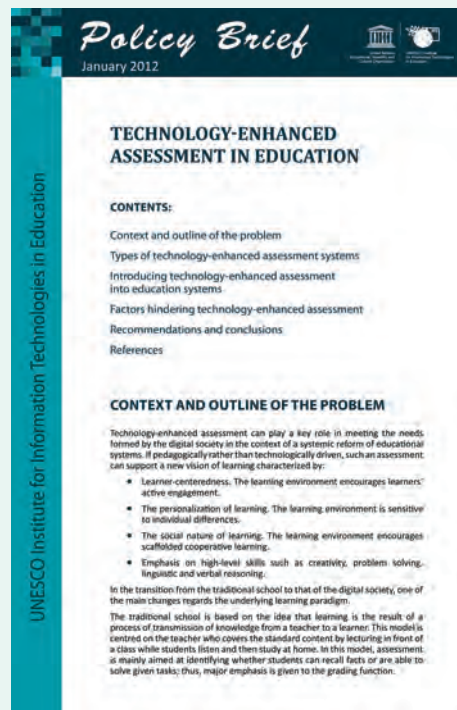 Policy Brief
January 2012
United Nations
Educational, Scientific and
Cultural Organization
UNESCO Institute for Information Technologies in Education
TECHNOLOGY-ENHANCED
ASSESSMENT IN EDUCATION
CONTENTS:
Context and outline of the problem
Types of technology-enhanced assessment systems
Introducing technology-enhanced assessment
into education systems
Factors hindering technology-enhanced assessment
Recommendations and conclusions
References
CONTEXT AND OUTLINE OF THE PROBLEM
Technology-enhanced assessment can play a key role in meeting the needs
formed by the digital society in the context of a systemic reform of educational
systems. If pedagogically rather than technologically driven, such an assessment
can support a new vision of learning characterized by:
• Learner-centeredness. The learning environment encourages learners'
active engagement.
• The personalization of learning. The learning environment is sensitive
to individual differences.
• The social nature of learning. The learning environment encourages
scaffolded cooperative learning.
• Emphasis on high-level skills such as creativity, problem solving,
linguistic and verbal reasoning.
In the transition from the traditional school to that of the digital society, one of
the main changes regards the underlying learning paradigm.
The traditional school is based on the idea that learning is the result of a
process of transmission of knowledge from a teacher to a learner. This model is
centred on the teacher who covers the standard content by lecturing in front of
a class while students listen and then study at home. In this model, assessment
is mainly aimed at identifying whether students can recall facts or are able to
solve given tasks; thus, major emphasis is given to the grading function.